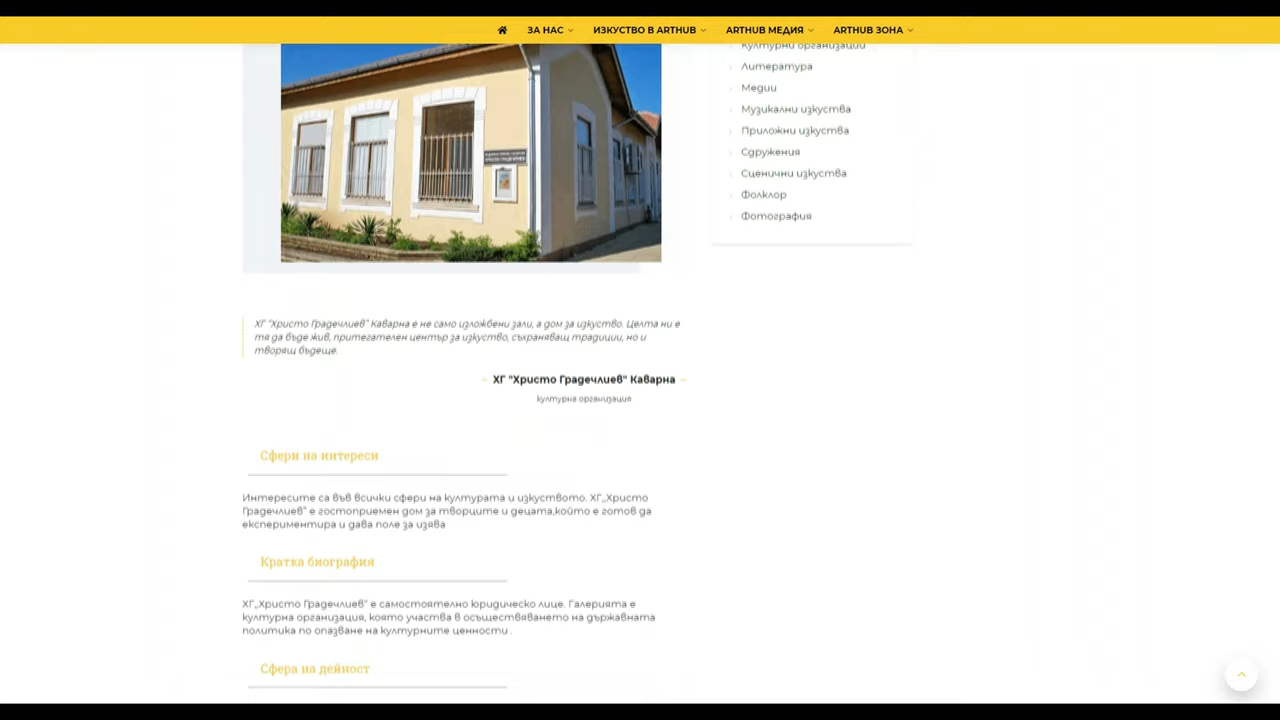 ЗА НАС
ИЗКУСТВО В ARTHUB
ARTHUB МЕДИЯ
ARTHUB ЗОНА
Културни организации
Литература
Медии
Музикални изкуства
Приложни изкуства
Сдружения
Сценични изкуства
Фолклор
Фотография
ХГ "Христо Градечлиев" Каварна е не само изложбени зали, а дом за изкуство. Целта ни е
тя да бъде жив, притегателен център за изкуство, съхраняващ традиции, но и
творящ бъдеще.
ХГ "Христо Градечлиев" Каварна
културна организация
Сфери на интереси
Интересите са във всички сфери на културата и изкуството. ХГ„Христо
Градечлиев" е гостоприемен дом за творците и децата,който е готов да
експериментира и дава поле за изява
Кратка биография
ХГ„Христо Градечлиев" е самостоятелно юридическо лице. Галерията е
културна организация, която участва в осъществяването на държавната
политика по опазване на културните ценности .
Сфера на дейност